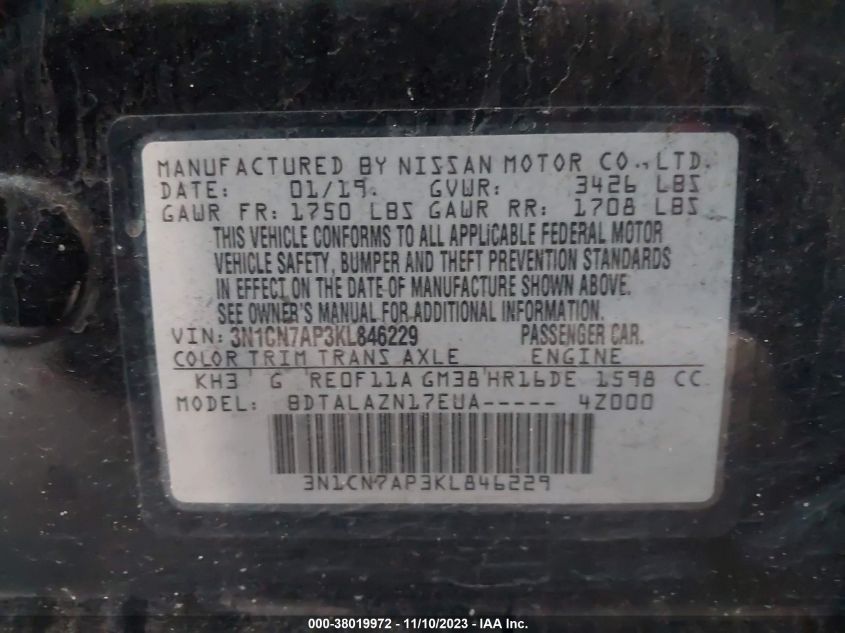 MANUFACTURED BY NISSAN MOTOR CO.,LTD.
DATE: 01/19. GVWR: 3426 LBS
GAWR FR: 1750 LBS GAWR RR: 1708 LBS
THIS VEHICLE CONFORMS TO ALL APPLICABLE FEDERAL MOTOR
VEHICLE SAFETY, BUMPER AND THEFT PREVENTION STANDARDS
IN EFFECT ON THE DATE OF MANUFACTURE SHOWN ABOVE.
SEE OWNER'S MANUAL FOR ADDITIONAL INFORMATION.
VIN: 3N1CN7AP3KL846229 PASSENGER CAR.
COLOR TRIM TRANS AXLE ENGINE
KH3 G RE0F11A GM38 HR16DE 1598 CC
MODEL: BDTALAZN17EUA----- 4Z000
3N1CN7AP3KL846229
000-38019972 — 11/10/2023 — IAA Inc.